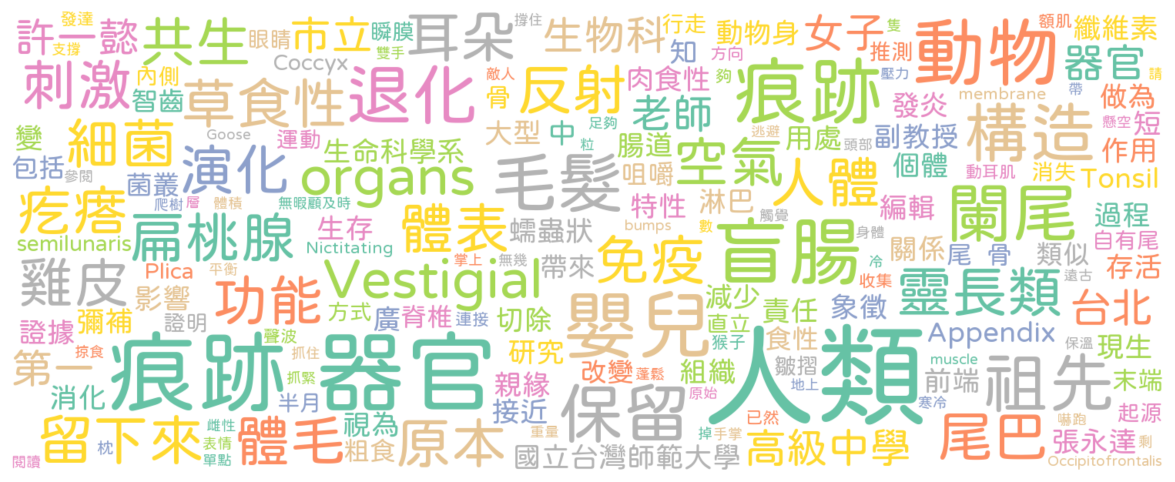 發達 許一懿 共生 眼睛 市立 瞬膜 耳朵 撐住 生物科 行走 動物身 女子 隻 動物 額肌 纖維素
支撐 刺激 內側 智齒 Coccyx 草食性 雙手 退化 敵人 骨 反射 肉食性 知 方向 夠 老師 痕跡 推測 壓力 器官 請
變 細菌 Goose 運動 大型 中 足夠 粒 腸道 逃避 用處 頭部 發炎 副教授 membrane 帶 構造 懸空 做為 短 作用
包括 參閱 菌叢 演化 生命科學系 organs 毛髮 咀嚼 空氣 人體 個體 動耳肌 消失 Tonsil
疙瘩 爬樹 層 體積 無暇顧及時 特性 淋巴 觸覺 編輯 闌尾 過程
semilunaris 扁桃腺 生存 Nictitating 體表 蠕蟲狀 免疫 bumps 數 盲腸 身體 關係 尾 骨 類似 自有尾
雞皮 Plica 平衡 Vestigial 掌上 無幾 帶來 冷 收集 靈長類 遠古 存活
影響 功能 方式 廣 脊椎 連接 切除 嬰兒 減少 責任 象徵 台北
證據 彌補 證明 聲波 研究 直立 猴子 食性 人類 Appendix 保溫 現生
第一 掠食 痕跡器官 抓住 親緣 改變 蓬鬆 組織 皺摺 muscle 前端 祖先 末端
消化 半月 抓緊 接近 保留 原始 地上 寒冷 起源
閱讀 枕 留下來 雌性 表情 單點 體毛 視為 粗食 原本 重量 國立台灣師範大學 掉 手掌 已然 高級中學 尾巴 張永達 嚇跑 剩 Occipitofrontalis